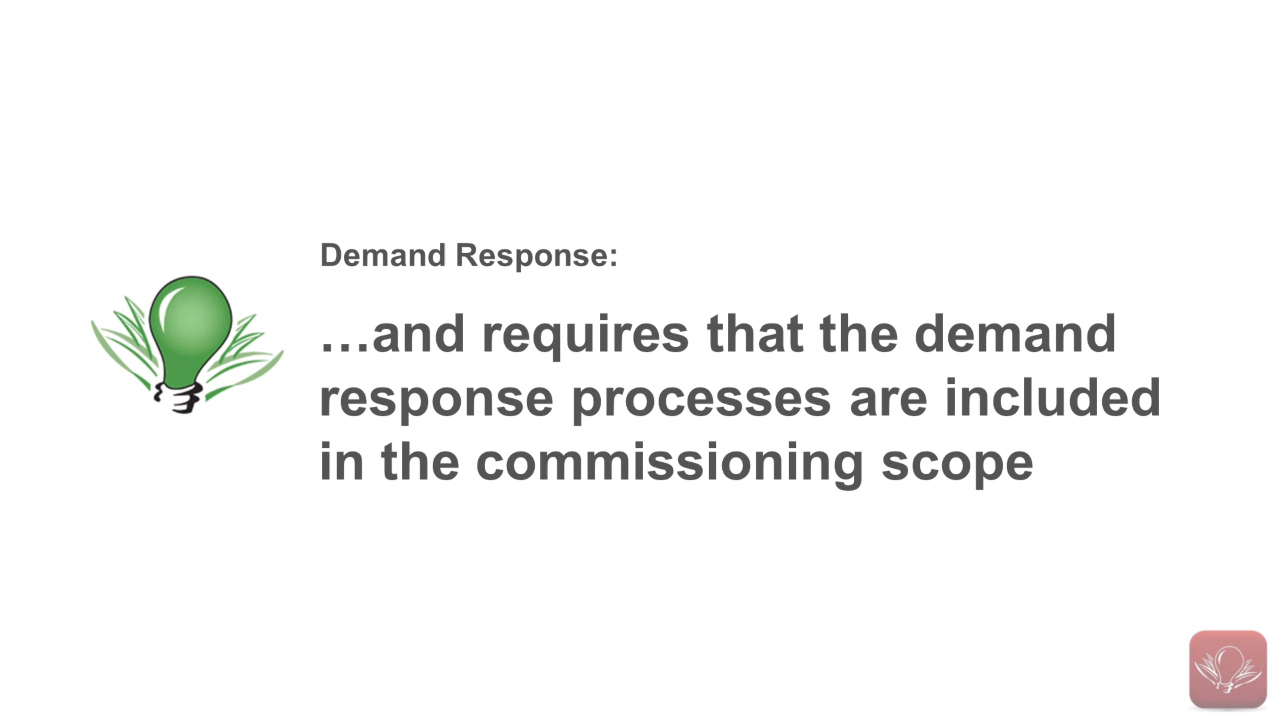 Demand Response:
…and requires that the demand
response processes are included
in the commissioning scope